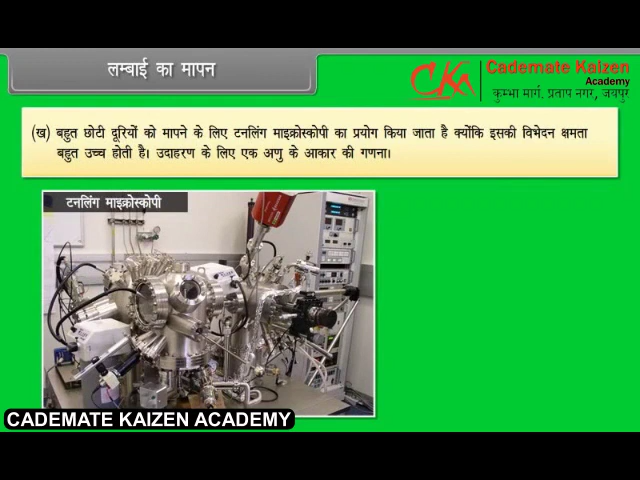 लम्बाई का मापन
CKA
Cademate Kaizen
Academy
कुम्भा मार्ग. प्रताप नगर, जयपुर
(ख) बहुत छोटी दूरियों को मापने के लिए टनलिंग माइक्रोस्कोपी का प्रयोग किया जाता है क्योंकि इसकी विभेदन क्षमता
बहुत उच्च होती है। उदाहरण के लिए एक अणु के आकार की गणना।
टनलिंग माइक्रोस्कोपी
CADEMATE KAIZEN ACADEMY